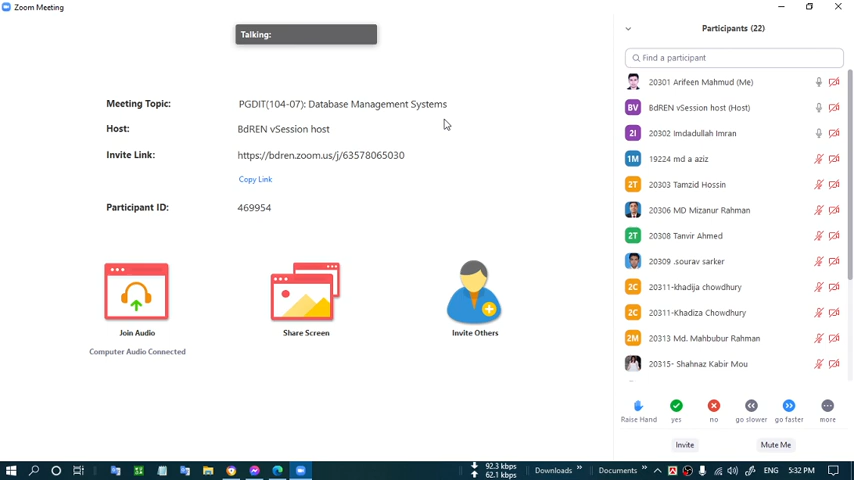 Zoom Meeting
Talking:
Meeting Topic: PGDIT(104-07): Database Management Systems
Host: BdREN vSession host
Invite Link: https://bdren.zoom.us/j/63578065030
Copy Link
Participant ID: 469954
Join Audio
Share Screen
Invite Others
Computer Audio Connected
Participants (22)
Find a participant
20301 Arifeen Mahmud (Me)
BV BdREN vSession host (Host)
2I 20302 Imdadullah Imran
1M 19224 md a aziz
2T 20303 Tamzid Hossin
20306 MD Mizanur Rahman
2T 20308 Tanvir Ahmed
20309 .sourav sarker
2C 20311-khadija chowdhury
2C 20311-Khadiza Chowdhury
2M 20313 Md. Mahbubur Rahman
20315- Shahnaz Kabir Mou
Raise Hand yes no go slower go faster more
Invite Mute Me
92.3 kbps
62.1 kbps
Downloads » Documents » ENG 5:32 PM